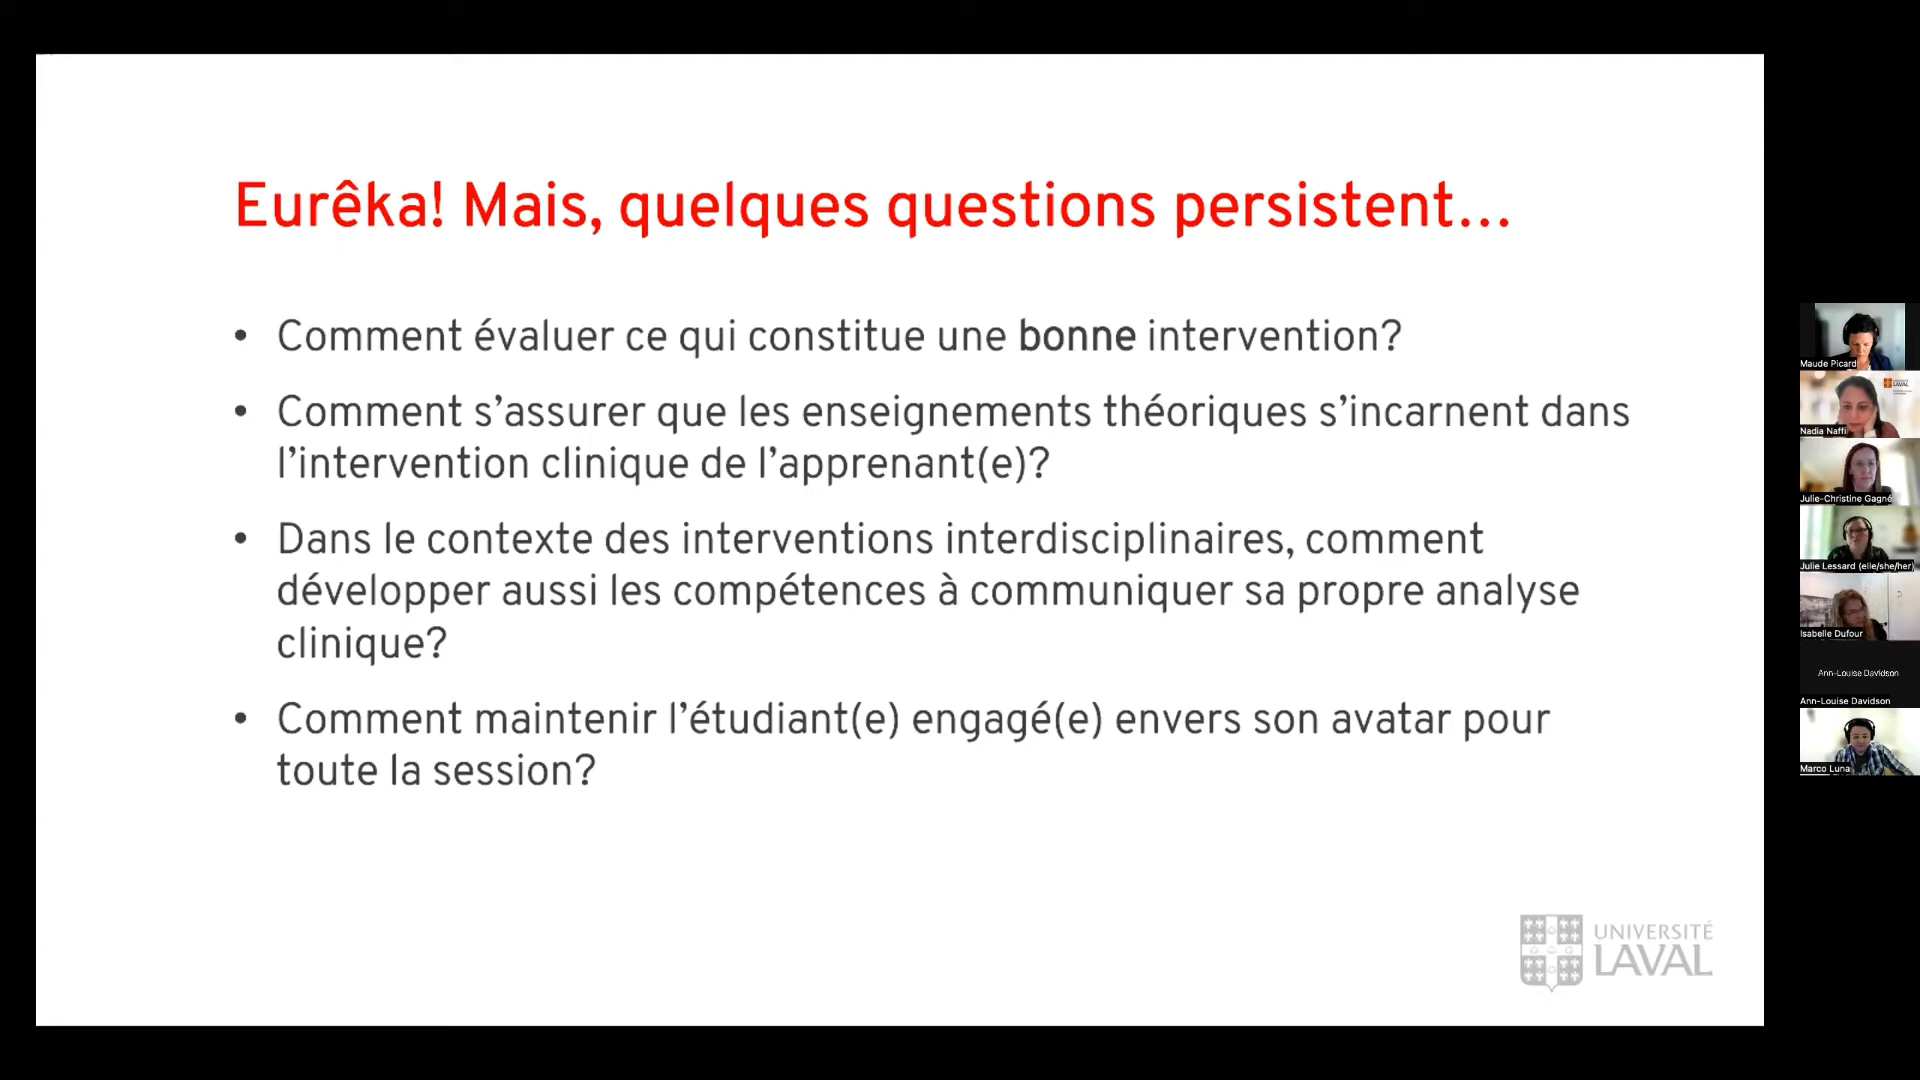 Eurêka! Mais, quelques questions persistent...
• Comment évaluer ce qui constitue une bonne intervention?
• Comment s'assurer que les enseignements théoriques s'incarnent dans
l'intervention clinique de l'apprenant(e)?
• Dans le contexte des interventions interdisciplinaires, comment
développer aussi les compétences à communiquer sa propre analyse
clinique?
• Comment maintenir l'étudiant(e) engagé(e) envers son avatar pour
toute la session?
UNIVERSITÉ
LAVAL
Maude Picard
Nadia Naffi
Julie-Christine Gagné
Julie Lessard (elle/she/her)
Isabelle Dufour
Ann-Louise Davidson
Ann-Louise Davidson
Marco Luna